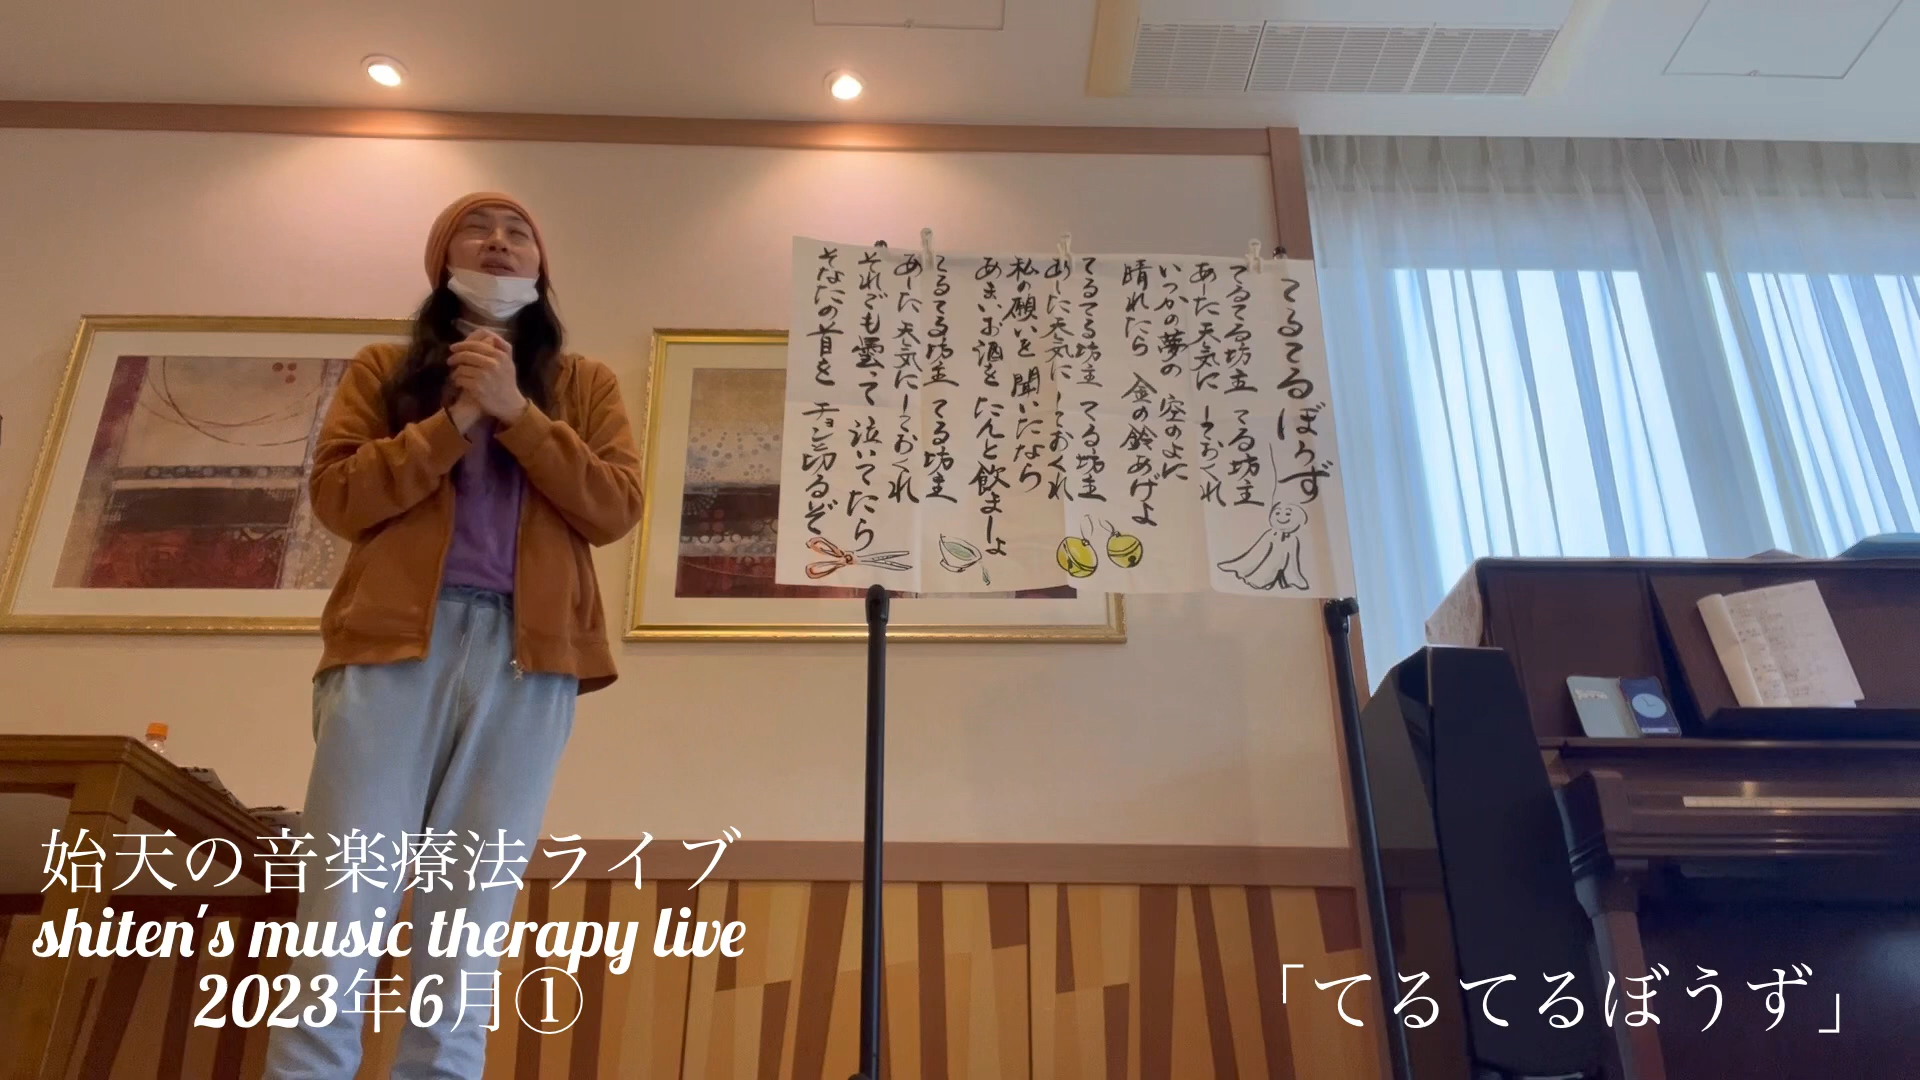 てるてるぼうず
てるてる坊主 てる坊主
あした天気に しておくれ
いつかの夢の 空のよに
晴れたら 金の鈴あげよ
てるてる坊主 てる坊主
あした天気に しておくれ
私の願いを 聞いたなら
あまいお酒を たんと飲ましょ
てるてる坊主 てる坊主
あした天気に しておくれ
それでも曇って 泣いてたら
そなたの首を チョンと切るぞ
始天の音楽療法ライブ
shiten's music therapy live
2023年6月①
「てるてるぼうず」